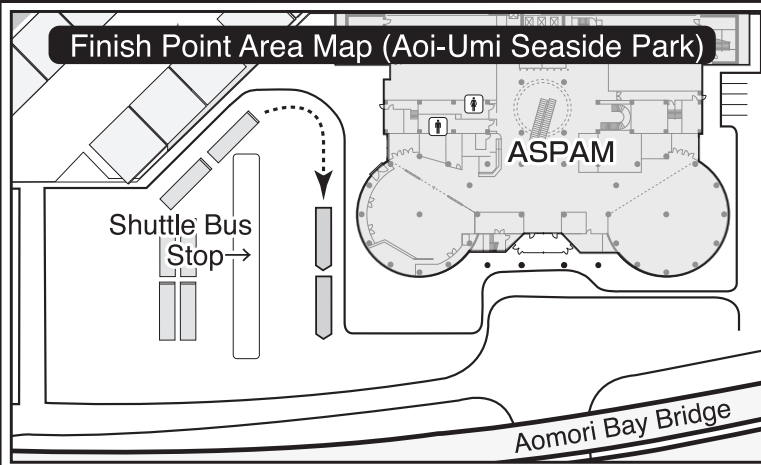 Finish Point Area Map (Aoi-Umi Seaside Park)
ASPAM
Shuttle Bus
Stop→
Aomori Bay Bridge